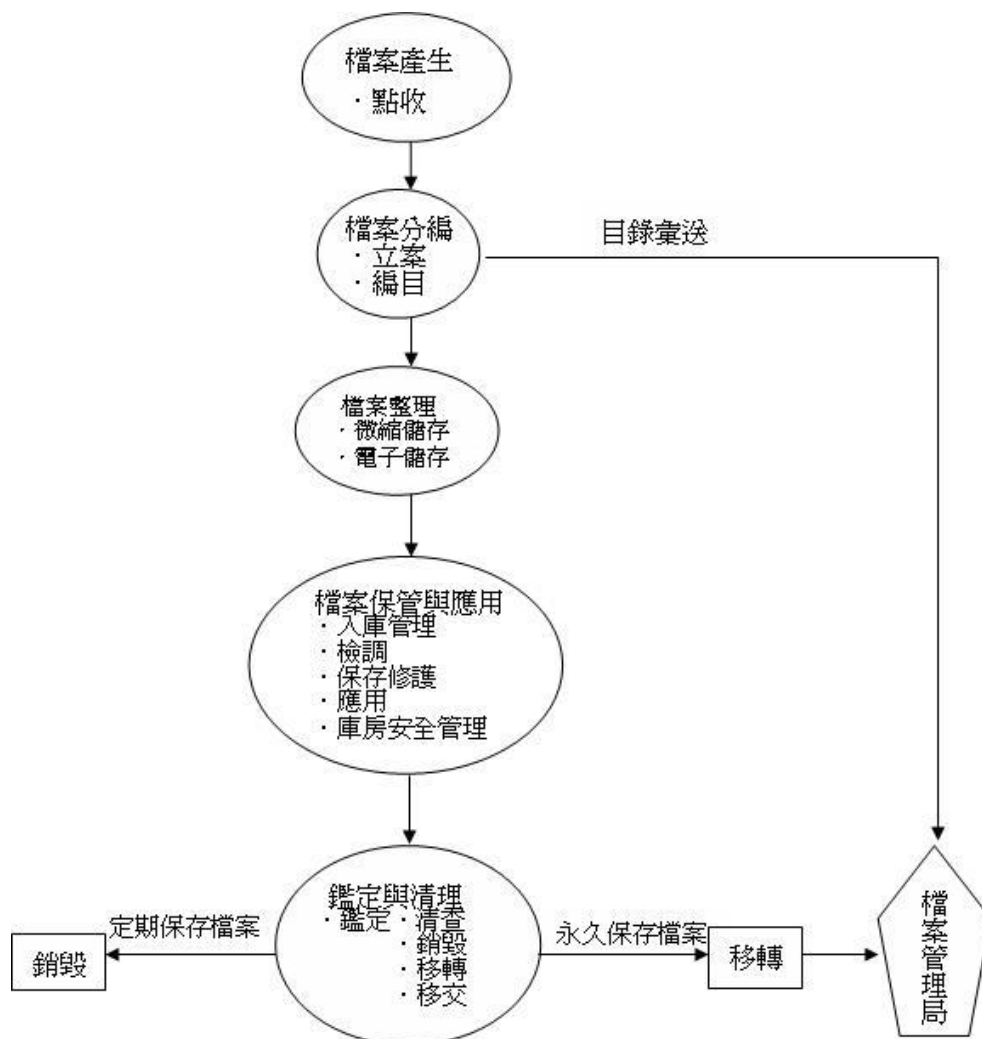 檔案產生
．點收
檔案分編
．立案
．編目
目錄彙送
檔案整理
．微縮儲存
．電子儲存
檔案保管與應用
．入庫管理
．檢調
．保存修護
．應用
．庫房安全管理
鑑定與清理
．鑑定．清查
．銷毀
．移轉
．移交
定期保存檔案
銷毀
永久保存檔案
移轉
檔案管理局